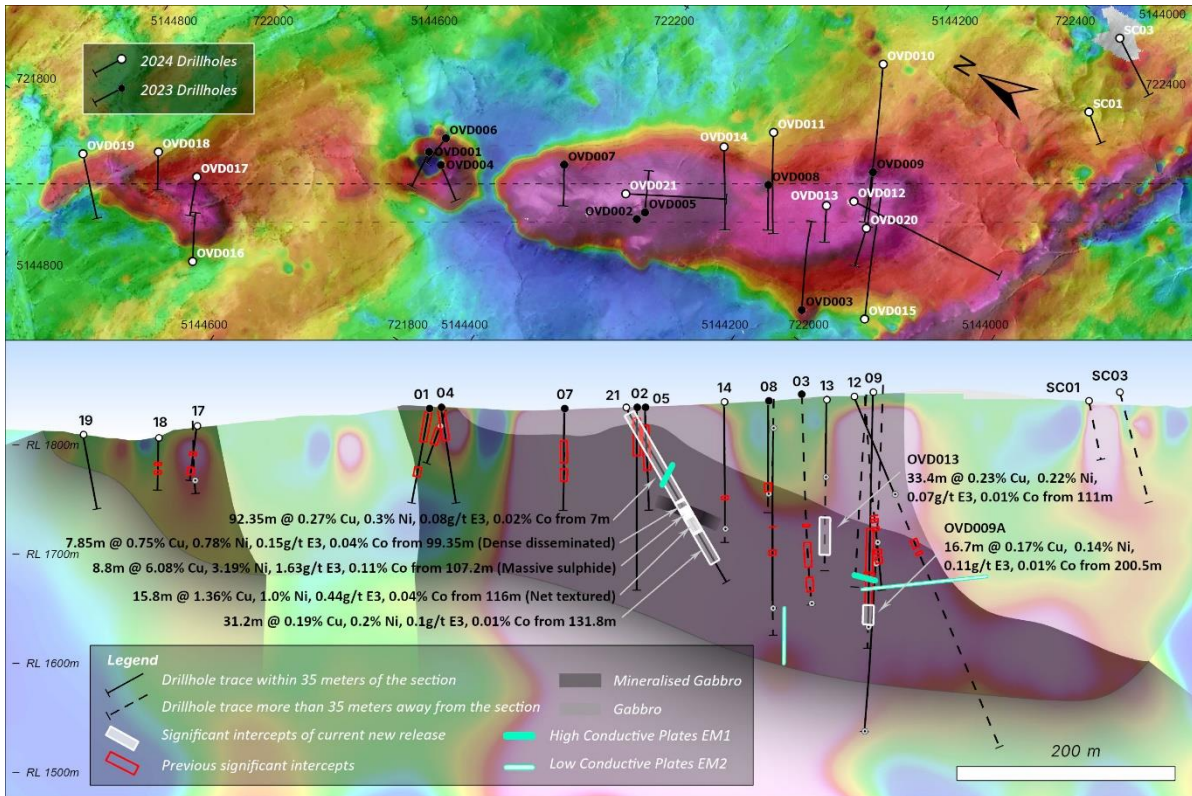 5144800
722000
5144600
722200
5144200
722400
5144000
2024 Drillholes
2023 Drillholes
721800
SC03
722400
OVD010
N
SC01
OVD006
OVD011
OVD019
OVD018
OVD001
OVD014
OVD004
OVD017
OVD007
OVD009
OVD008
OVD021
OVD013
OVD012
OVD002
OVD005
OVD020
OVD016
5144800
OVD003
OVD015
5144600
721800
5144400
5144200
722000
5144000
19
18
17
01
04
07
21
02
05
14
08
03
13
12
09
SC01
SC03
RL 1800m
RL 1700m
RL 1600m
RL 1500m
OVD013
33.4m @ 0.23% Cu, 0.22% Ni,
0.07g/t E3, 0.01% Co from 111m
OVD009A
16.7m @ 0.17% Cu, 0.14% Ni,
0.11g/t E3, 0.01% Co from 200.5m
92.35m @ 0.27% Cu, 0.3% Ni, 0.08g/t E3, 0.02% Co from 7m
7.85m @ 0.75% Cu, 0.78% Ni, 0.15g/t E3, 0.04% Co from 99.35m (Dense disseminated)
8.8m @ 6.08% Cu, 3.19% Ni, 1.63g/t E3, 0.11% Co from 107.2m (Massive sulphide)
15.8m @ 1.36% Cu, 1.0% Ni, 0.44g/t E3, 0.04% Co from 116m (Net textured)
31.2m @ 0.19% Cu, 0.2% Ni, 0.1g/t E3, 0.01% Co from 131.8m
Legend
Drillhole trace within 35 meters of the section
Drillhole trace more than 35 meters away from the section
Significant intercepts of current new release
Previous significant intercepts
Mineralised Gabbro
Gabbro
High Conductive Plates EM1
Low Conductive Plates EM2
200 m